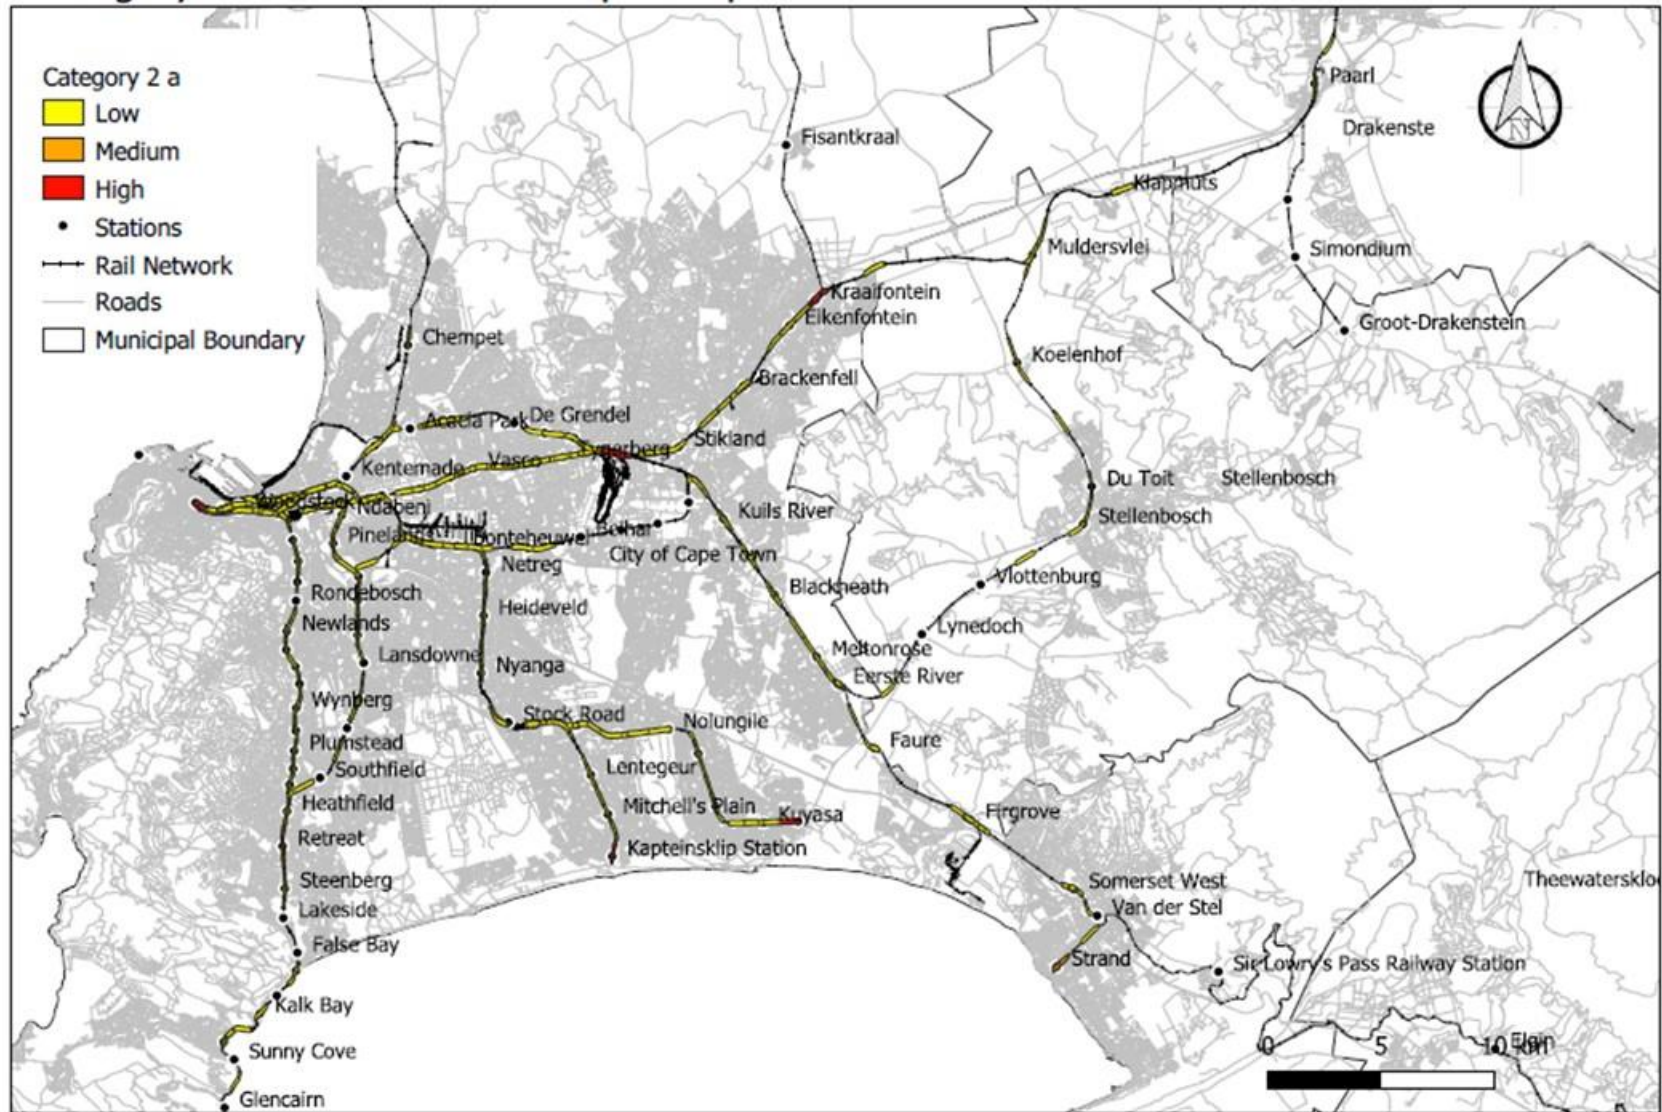 Category 2 a
Low
Medium
High
Stations
Rail Network
Roads
Municipal Boundary
N
Paarl
Drakenste
Fisantkraal
Klapmuts
Muldersvlei
Simondium
Kraaifontein
Eikenfontein
Groot-Drakenstein
Chempet
Koelenhof
Brackenfell
Acacia Park
De Grendel
Stikland
Vasco
Kentemade
Du Toit
Stellenbosch
Woodstock
Ndabeni
Kuils River
Stellenbosch
Pinelands
Bonteheuwel
Belhar
City of Cape Town
Netreg
Vlottenburg
Blackheath
Rondebosch
Heideveld
Newlands
Lynedoch
Lansdowne
Nyanga
Meltonrose
Eerste River
Wynberg
Stock Road
Nolungile
Plumstead
Faure
Southfield
Lentegeur
Heathfield
Mitchell's Plain
Kuyasa
Firgrove
Retreat
Kapteinsklip Station
Steenberg
Somerset West
Theewatersklo
Lakeside
Van der Stel
False Bay
Strand
Sir Lowry's Pass Railway Station
Kalk Bay
Elgin
0 5 10 km
Sunny Cove
Glencairn